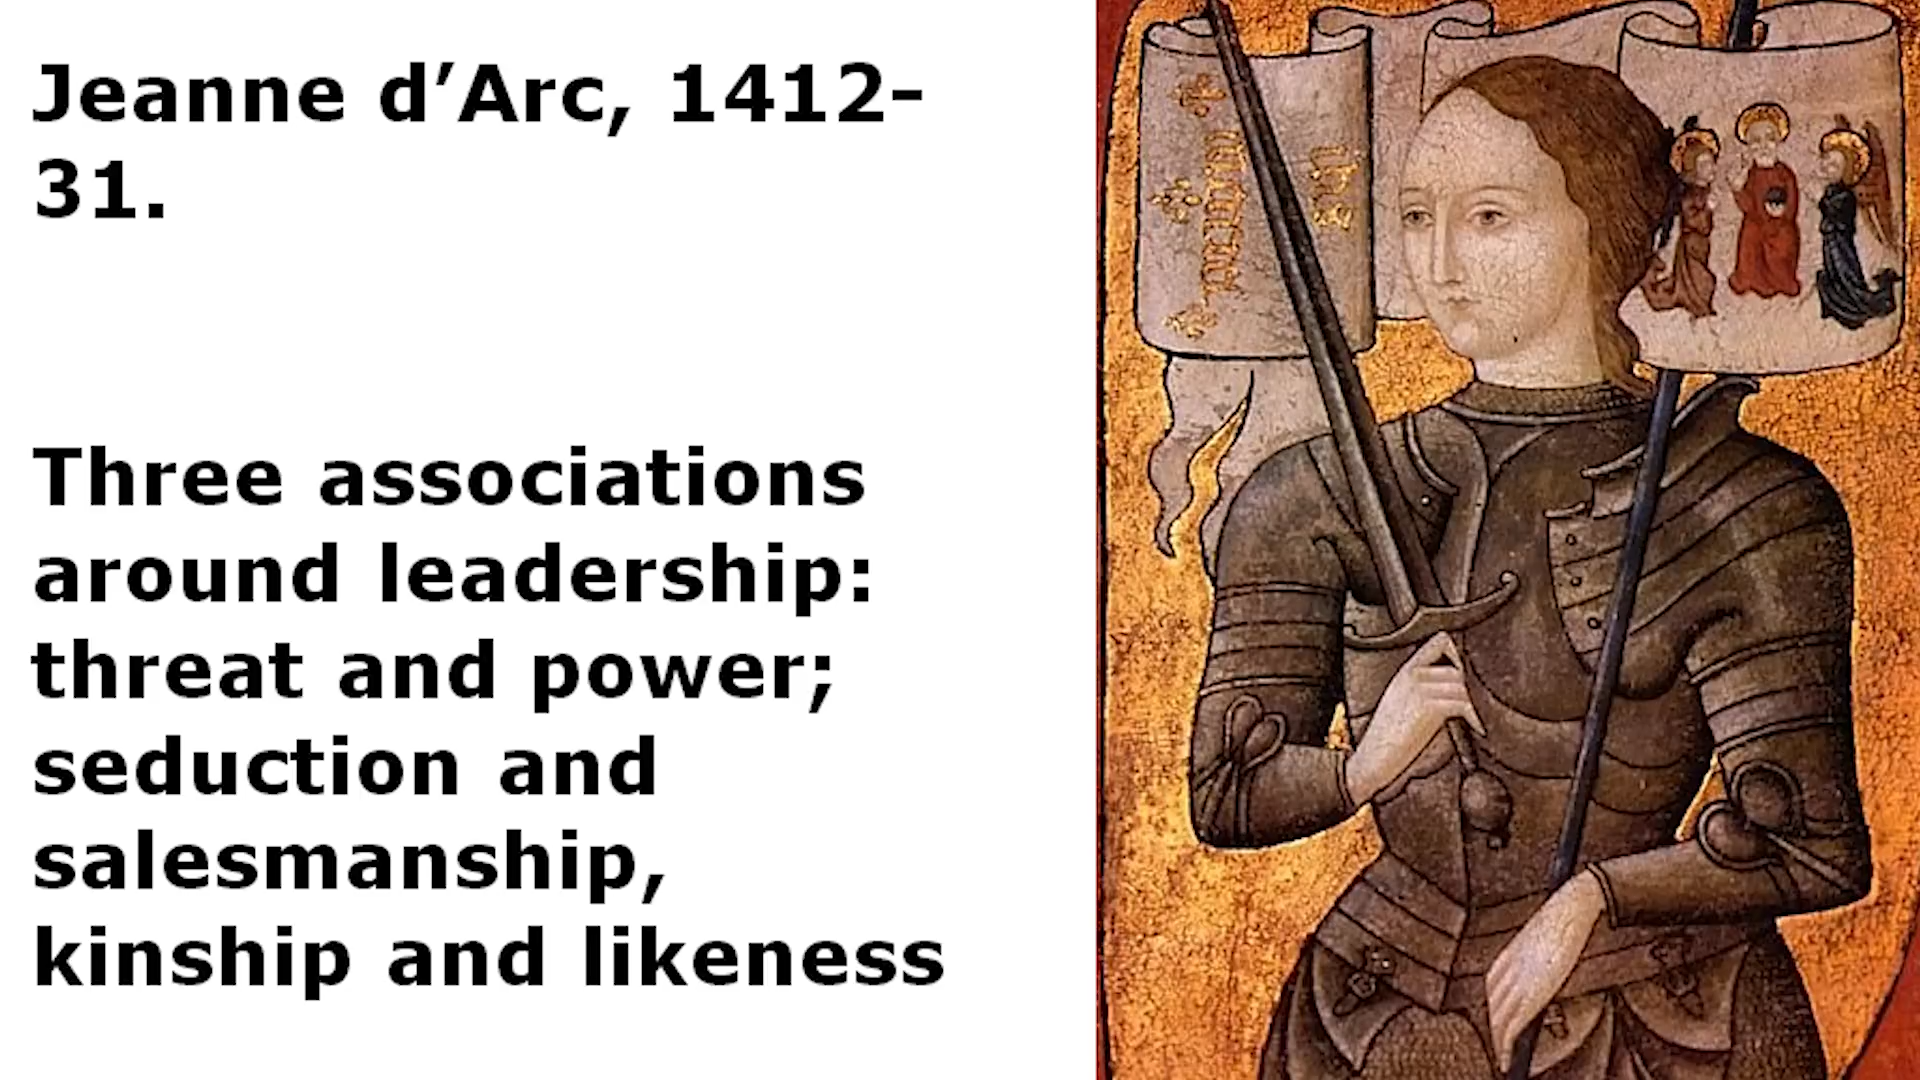 Jeanne d’Arc, 1412-
31.
Three associations
around leadership:
threat and power;
seduction and
salesmanship,
kinship and likeness